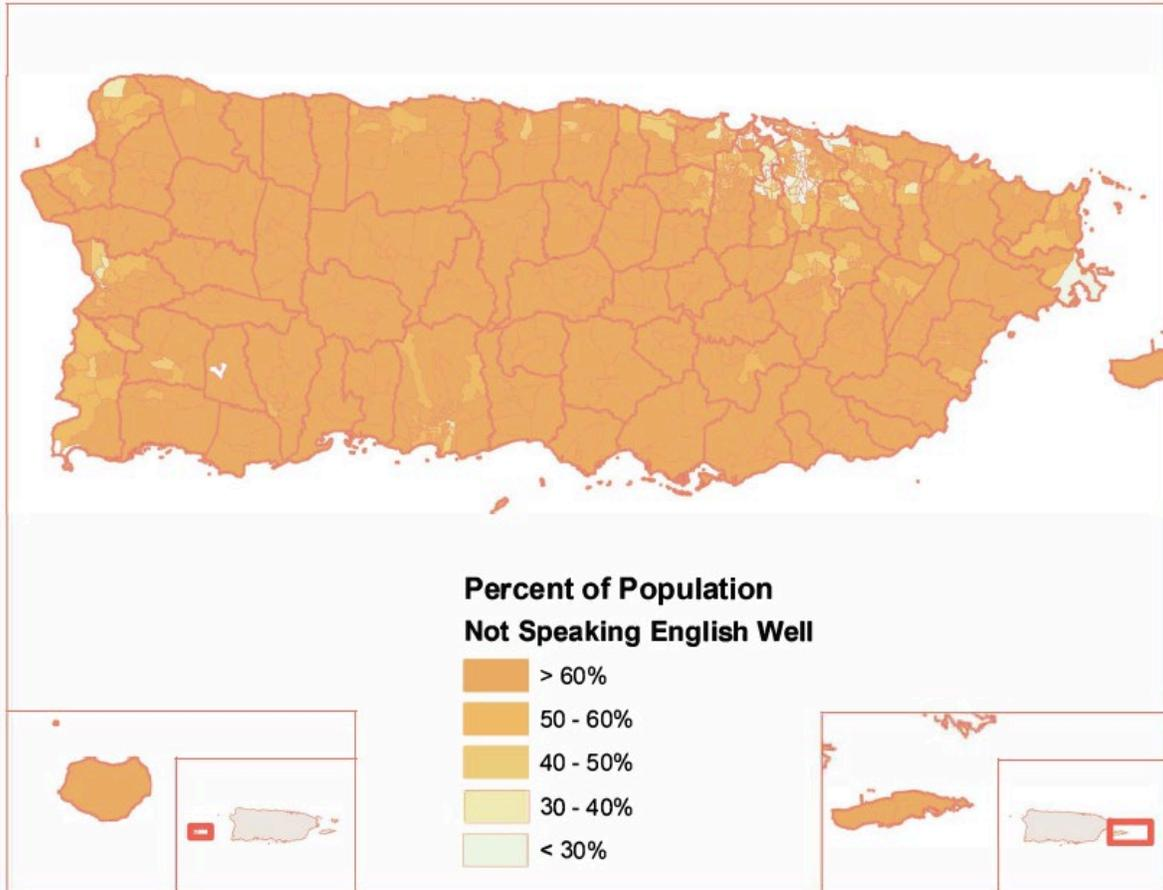 Percent of Population
Not Speaking English Well
> 60%
50 - 60%
40 - 50%
30 - 40%
< 30%